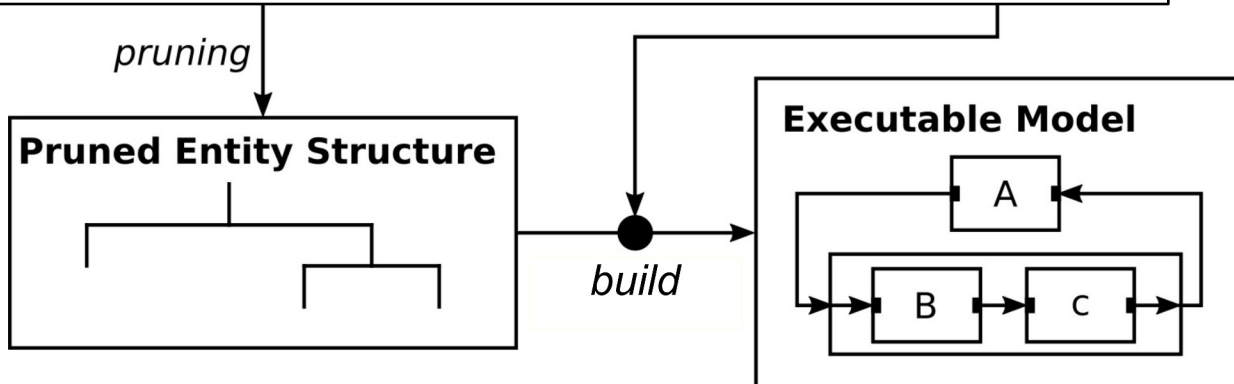 pruning
Pruned Entity Structure
build
Executable Model
A
B
c